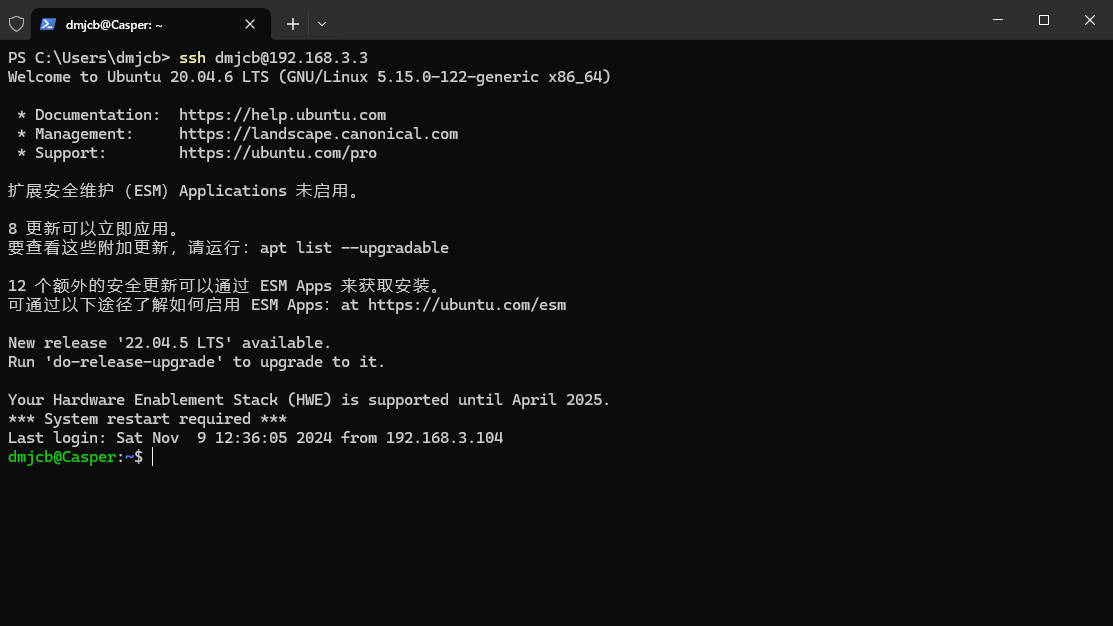 dmjcb@Casper: ~
PS C:\Users\dmjcb> ssh dmjcb@192.168.3.3
Welcome to Ubuntu 20.04.6 LTS (GNU/Linux 5.15.0-122-generic x86_64)
* Documentation:  https://help.ubuntu.com
* Management:     https://landscape.canonical.com
* Support:        https://ubuntu.com/pro
扩展安全维护（ESM）Applications 未启用。
8 更新可以立即应用。
要查看这些附加更新，请运行：apt list --upgradable
12 个额外的安全更新可以通过 ESM Apps 来获取安装。
可通过以下途径了解如何启用 ESM Apps：at https://ubuntu.com/esm
New release '22.04.5 LTS' available.
Run 'do-release-upgrade' to upgrade to it.
Your Hardware Enablement Stack (HWE) is supported until April 2025.
*** System restart required ***
Last login: Sat Nov  9 12:36:05 2024 from 192.168.3.104
dmjcb@Casper:~$